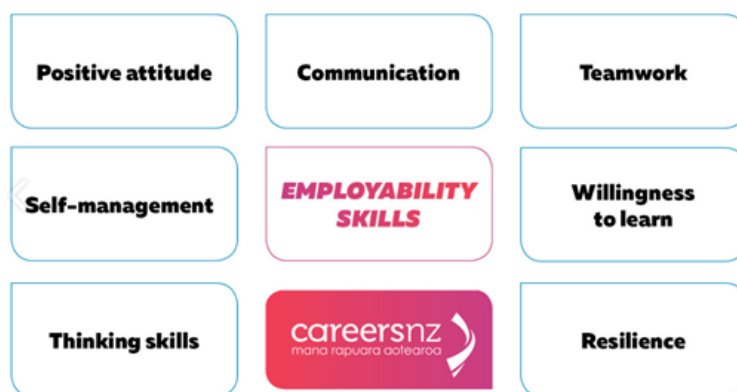 Positive attitude
Communication
Teamwork
Self-management
EMPLOYABILITY
SKILLS
Willingness
to learn
Thinking skills
careersnz
mana rapuara aotearoa
Resilience